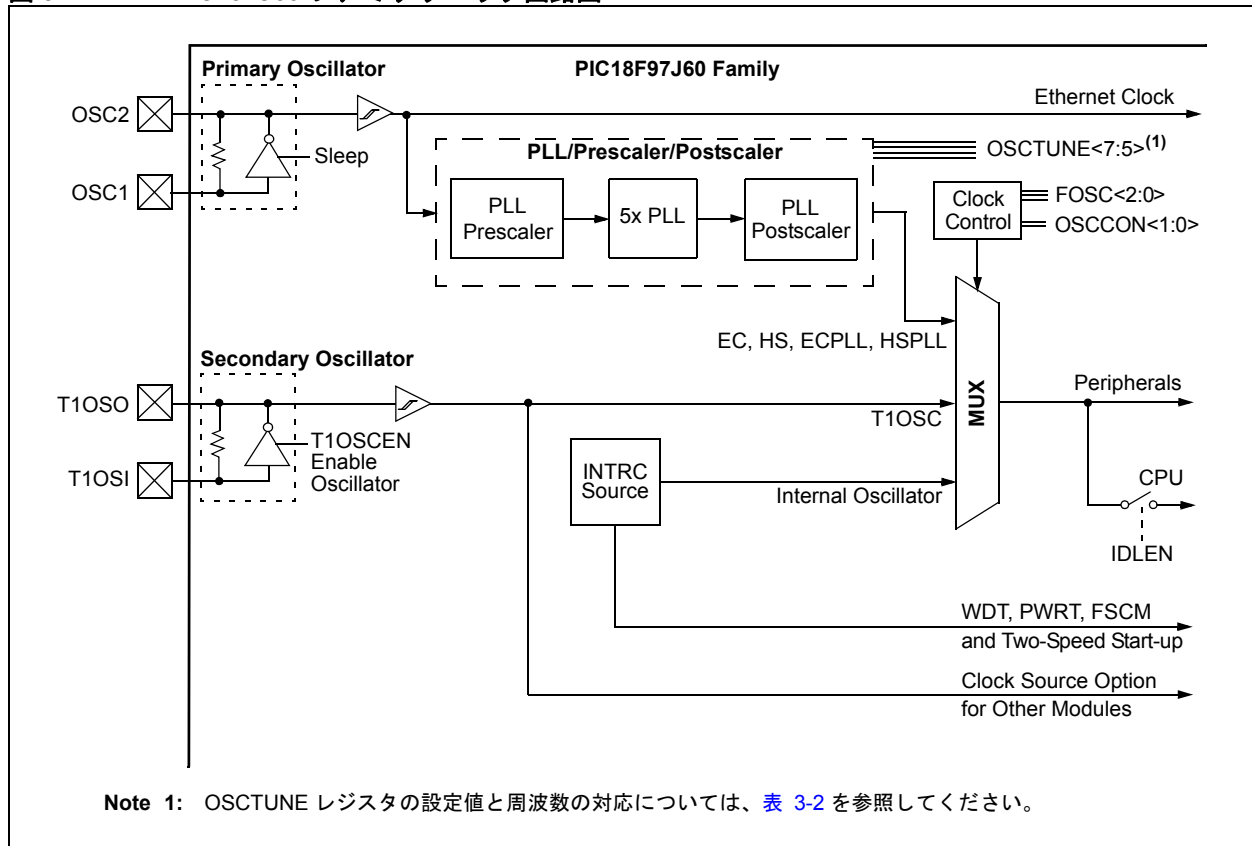 Primary Oscillator
PIC18F97J60 Family
OSC2
OSC1
Sleep
Ethernet Clock
PLL/Prescaler/Postscaler
OSCTUNE<7:5>(1)
PLL
Prescaler
5x PLL
PLL
Postscaler
Clock
Control
FOSC<2:0>
OSCCON<1:0>
EC, HS, ECPLL, HSPLL
Secondary Oscillator
T1OSO
T1OSI
T1OSCEN
Enable
Oscillator
T1OSC
MUX
Peripherals
INTRC
Source
Internal Oscillator
CPU
IDLEN
WDT, PWRT, FSCM
and Two-Speed Start-up
Clock Source Option
for Other Modules
Note 1: OSCTUNE レジスタの設定値と周波数の対応については、表 3-2 を参照してください。